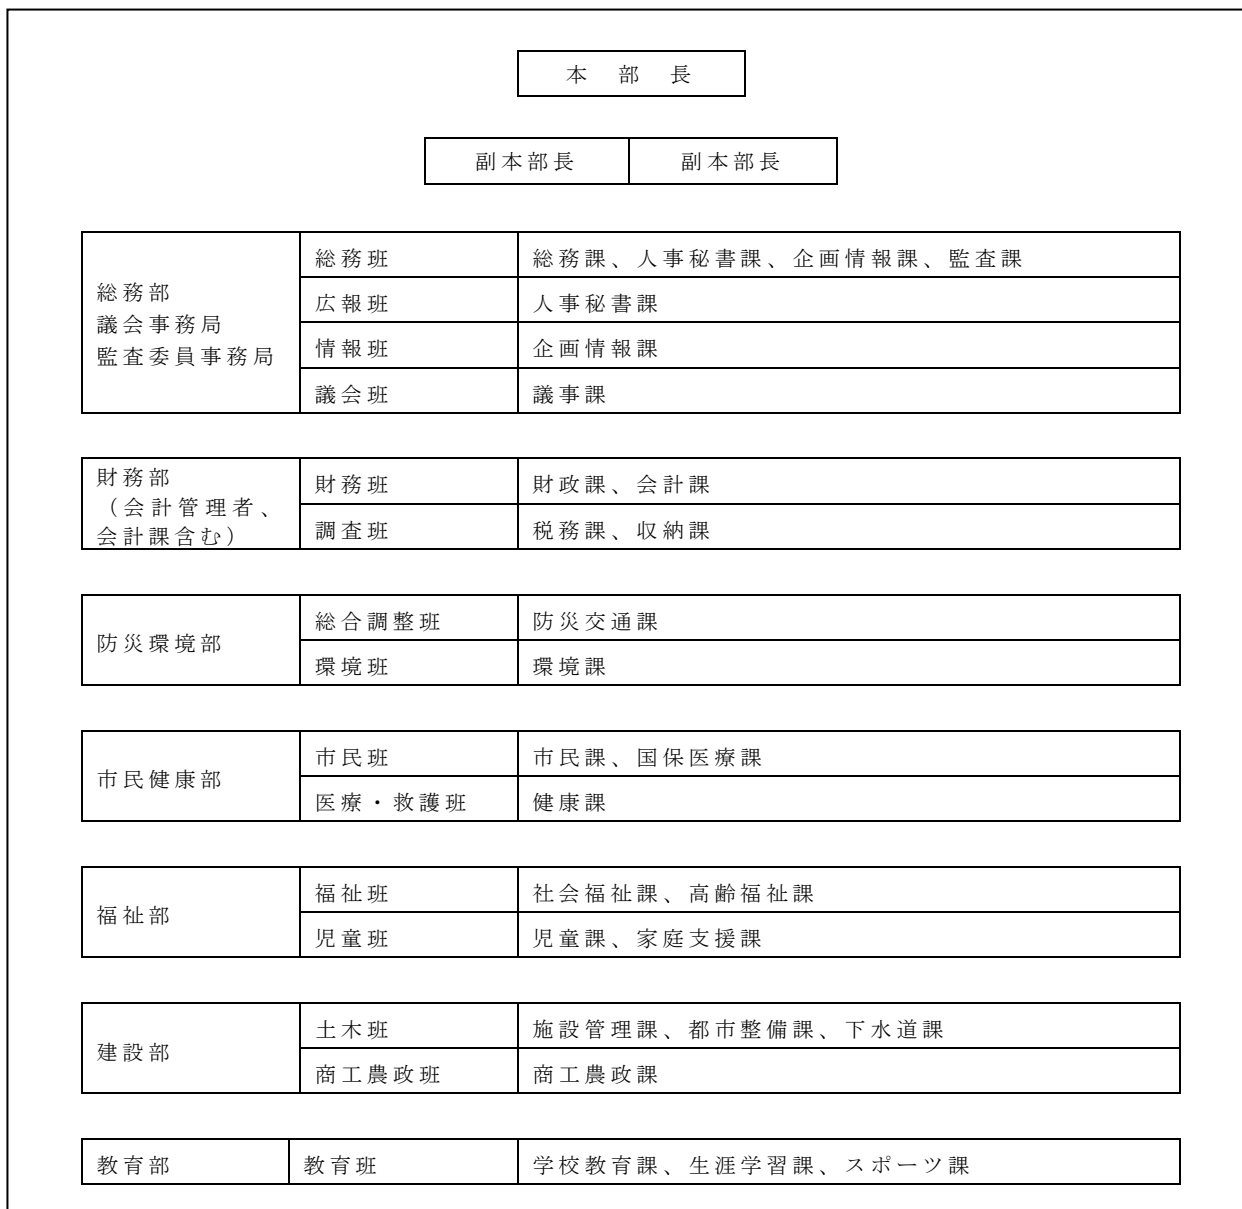 本部長
副本部長 副本部長
総務部
議会事務局
監査委員事務局
総務班 総務課、人事秘書課、企画情報課、監査課
広報班 人事秘書課
情報班 企画情報課
議会班 議事課
財務部
（会計管理者、
会計課含む）
財務班 財政課、会計課
調査班 税務課、収納課
防災環境部
総合調整班 防災交通課
環境班 環境課
市民健康部
市民班 市民課、国保医療課
医療・救護班 健康課
福祉部
福祉班 社会福祉課、高齢福祉課
児童班 児童課、家庭支援課
建設部
土木班 施設管理課、都市整備課、下水道課
商工農政班 商工農政課
教育部 教育班 学校教育課、生涯学習課、スポーツ課